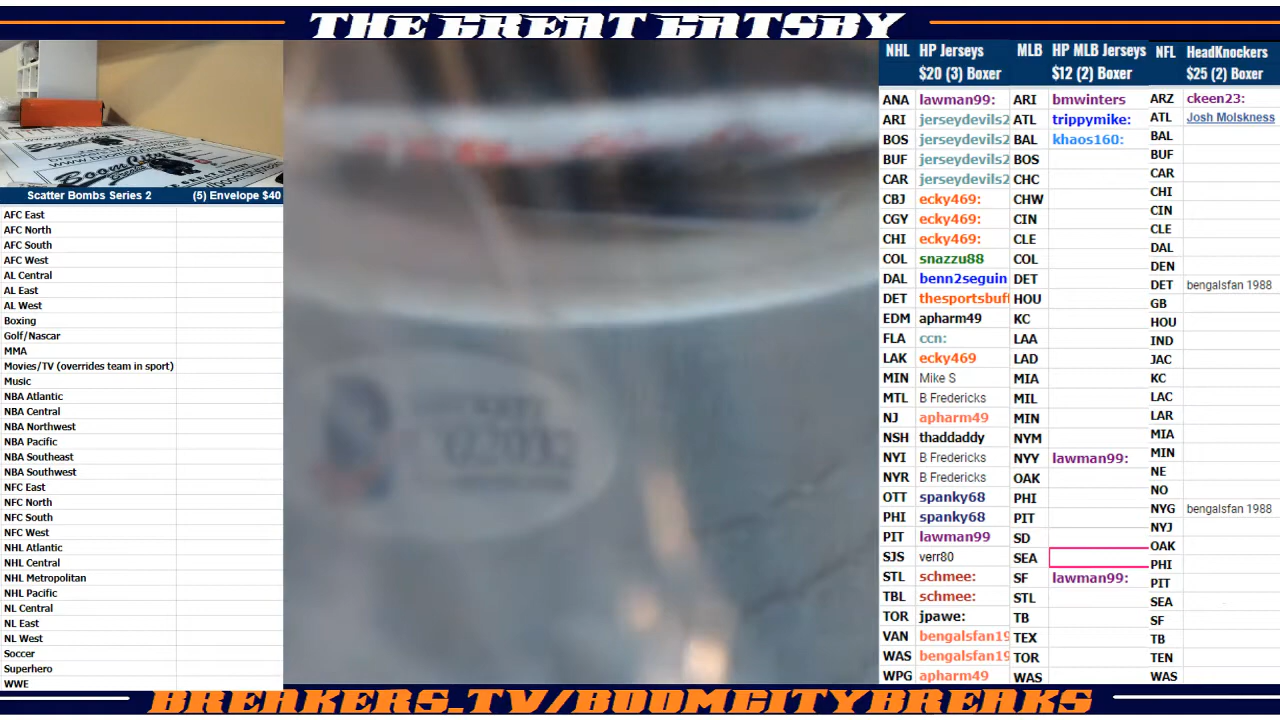 THE GREAT GATSBY
Scatter Bombs Series 2 (5) Envelope $40
AFC East
AFC North
AFC South
AFC West
AL Central
AL East
AL West
Boxing
Golf/Nascar
MMA
Movies/TV (overrides team in sport)
Music
NBA Atlantic
NBA Central
NBA Northwest
NBA Pacific
NBA Southeast
NBA Southwest
NFC East
NFC North
NFC South
NFC West
NHL Atlantic
NHL Central
NHL Metropolitan
NHL Pacific
NL Central
NL East
NL West
Soccer
Superhero
WWE
NHL HP Jerseys
$20 (3) Boxer
ANA lawman99:
ARI jerseydevils2
BOS jerseydevils2
BUF jerseydevils2
CAR jerseydevils2
CBJ ecky469:
CGY ecky469:
CHI ecky469:
COL snazzu88
DAL benn2seguin
DET thesportsbuff
EDM apharm49
FLA ccn:
LAK ecky469
MIN Mike S
MTL B Fredericks
NJ apharm49
NSH thaddaddy
NYI B Fredericks
NYR B Fredericks
OTT spanky68
PHI spanky68
PIT lawman99
SJS verr80
STL schmee:
TBL schmee:
TOR jpawe:
VAN bengalsfan19
WAS bengalsfan19
WPG apharm49
MLB HP MLB Jerseys
$12 (2) Boxer
ARI bmwinters
ATL trippymike:
BAL khaos160:
BOS
CHC
CHW
CIN
CLE
COL
DET
HOU
KC
LAA
LAD
MIA
MIL
MIN
NYM
NYY lawman99:
OAK
PHI
PIT
SD
SEA
SF lawman99:
STL
TB
TEX
TOR
WAS
NFL HeadKnockers
$25 (2) Boxer
ARZ ckeen23:
ATL Josh Molskness
BAL
BUF
CAR
CHI
CIN
CLE
DAL
DEN
DET bengalsfan 1988
GB
HOU
IND
JAC
KC
LAC
LAR
MIA
MIN
NE
NO
NYG bengalsfan 1988
NYJ
OAK
PHI
PIT
SEA
SF
TB
TEN
WAS
BREAKERS.TV/BOOMCITYBREAKS